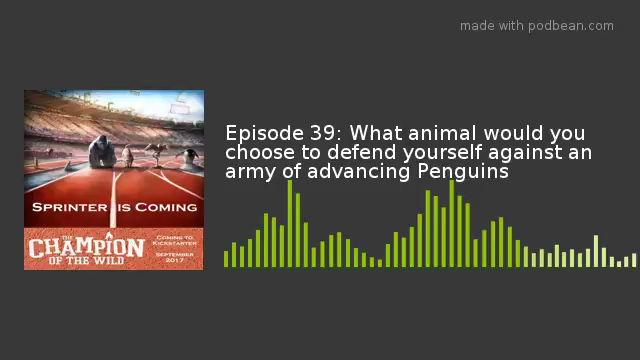 made with podbean.com
Episode 39: What animal would you
choose to defend yourself against an
army of advancing Penguins
SPRINTER IS COMING
THE
CHAMPION
OF THE WILD
COMING TO
KICKSTARTER
SEPTEMBER
2017